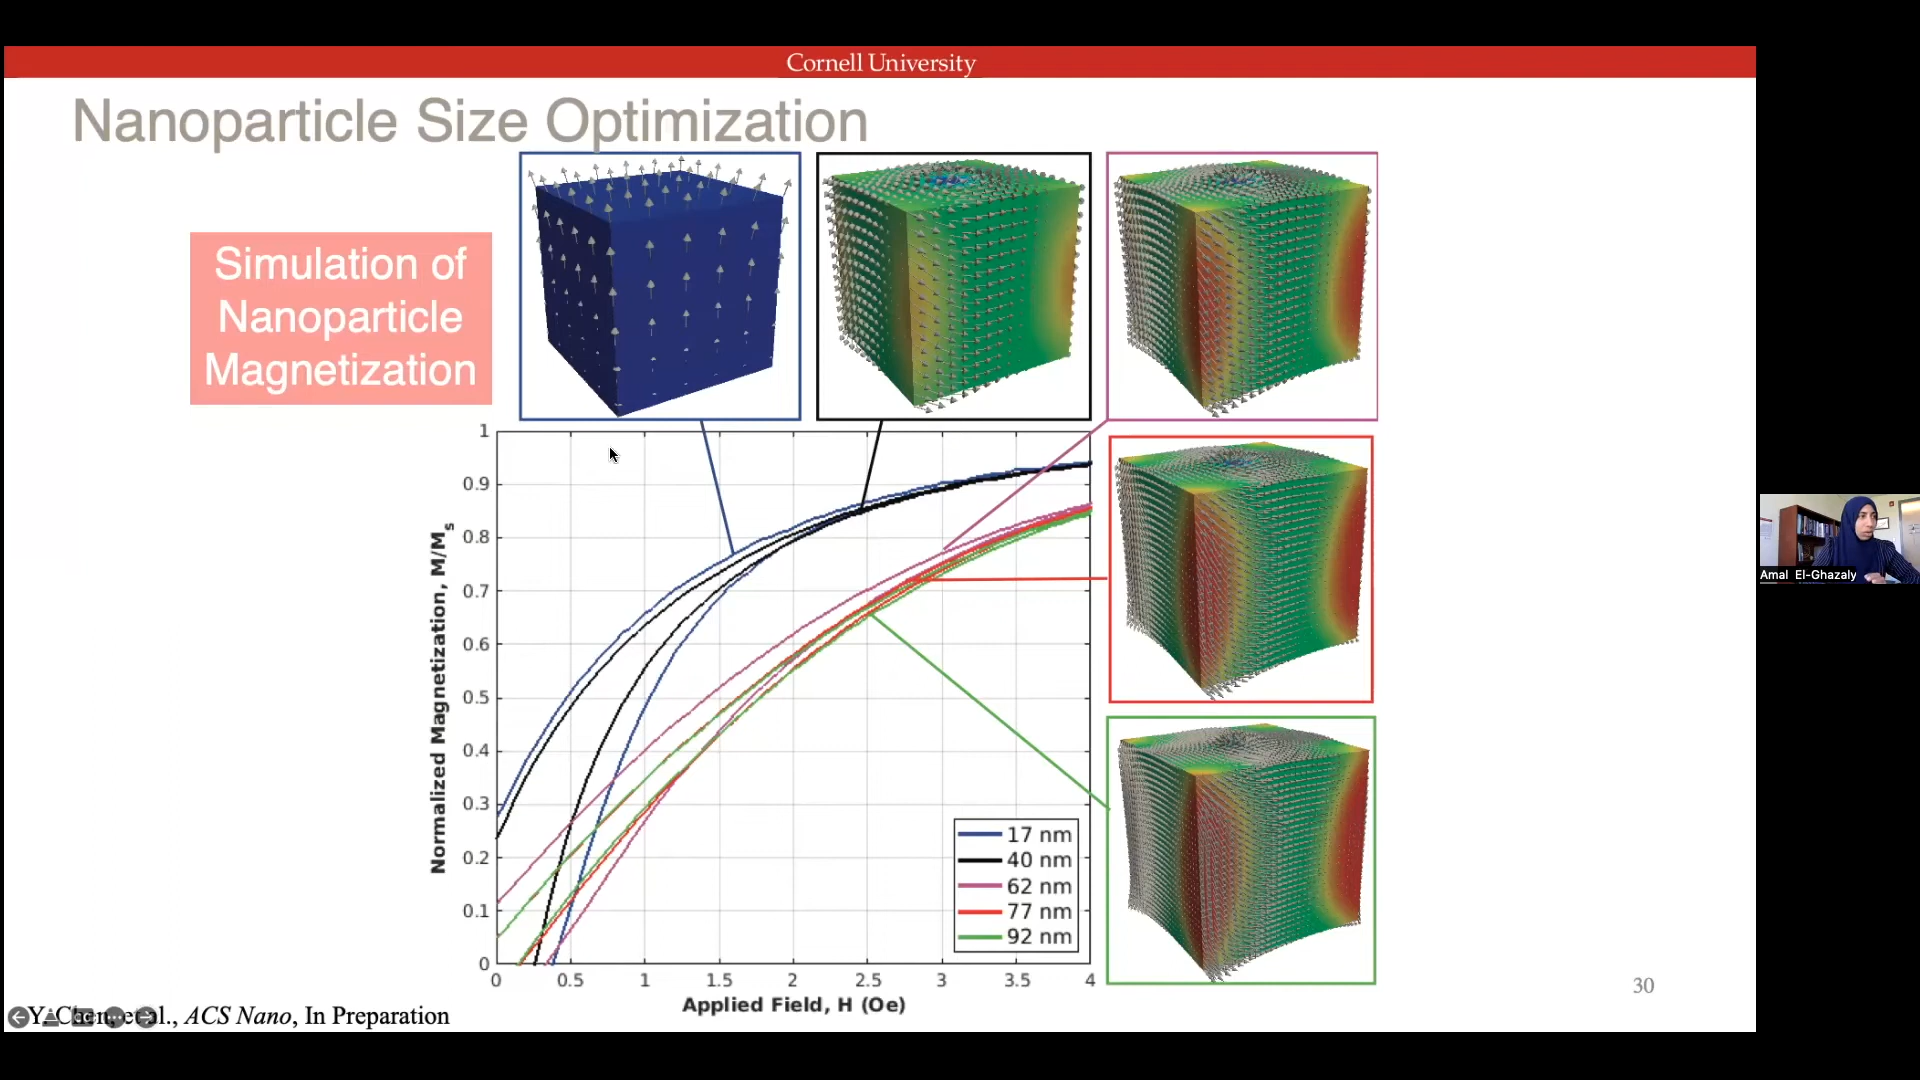 Cornell University
Nanoparticle Size Optimization
Simulation of
Nanoparticle
Magnetization
1
0.9
0.8
0.7
0.6
0.5
0.4
0.3
0.2
0.1
0
Normalized Magnetization, M/Ms
0 0.5 1 1.5 2 2.5 3 3.5 4
Applied Field, H (Oe)
17 nm
40 nm
62 nm
77 nm
92 nm
Amal El-Ghazaly
30
Y. Chen, et al., ACS Nano, In Preparation